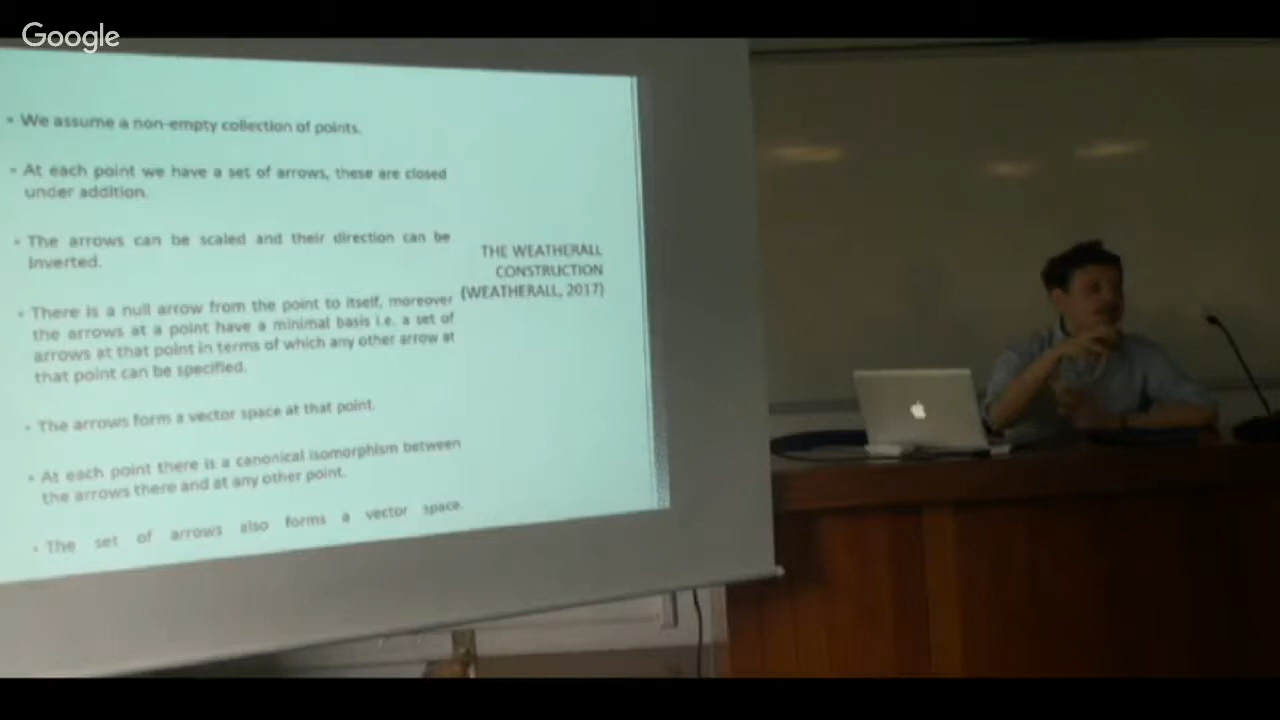 Google
• We assume a non-empty collection of points.
• At each point we have a set of arrows, these are closed
under addition.
• The arrows can be scaled and their direction can be
inverted.
• There is a null arrow from the point to itself, moreover
the arrows at a point have a minimal basis i.e. a set of
arrows at that point in terms of which any other arrow at
that point can be specified.
• The arrows form a vector space at that point.
• At each point there is a canonical isomorphism between
the arrows there and at any other point.
• The set of arrows also forms a vector space.
THE WEATHERALL
CONSTRUCTION
(WEATHERALL, 2017)